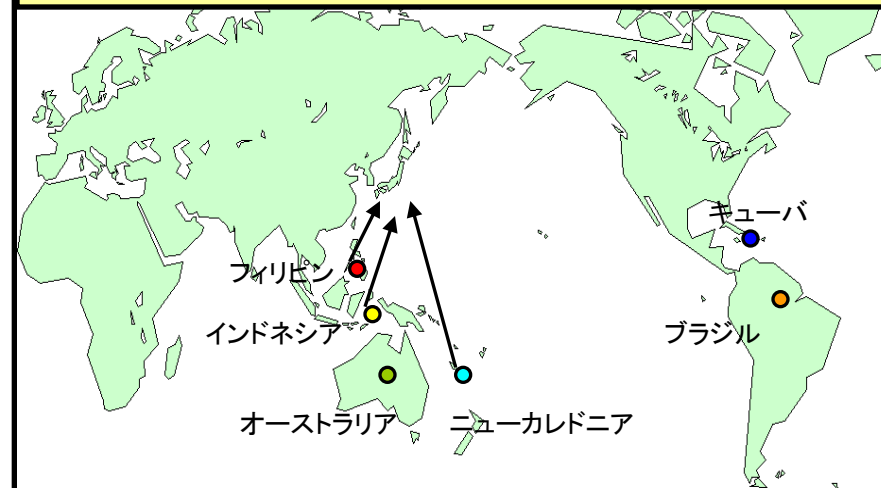 キューバ
フィリピン
インドネシア
ブラジル
オーストラリア
ニューカレドニア